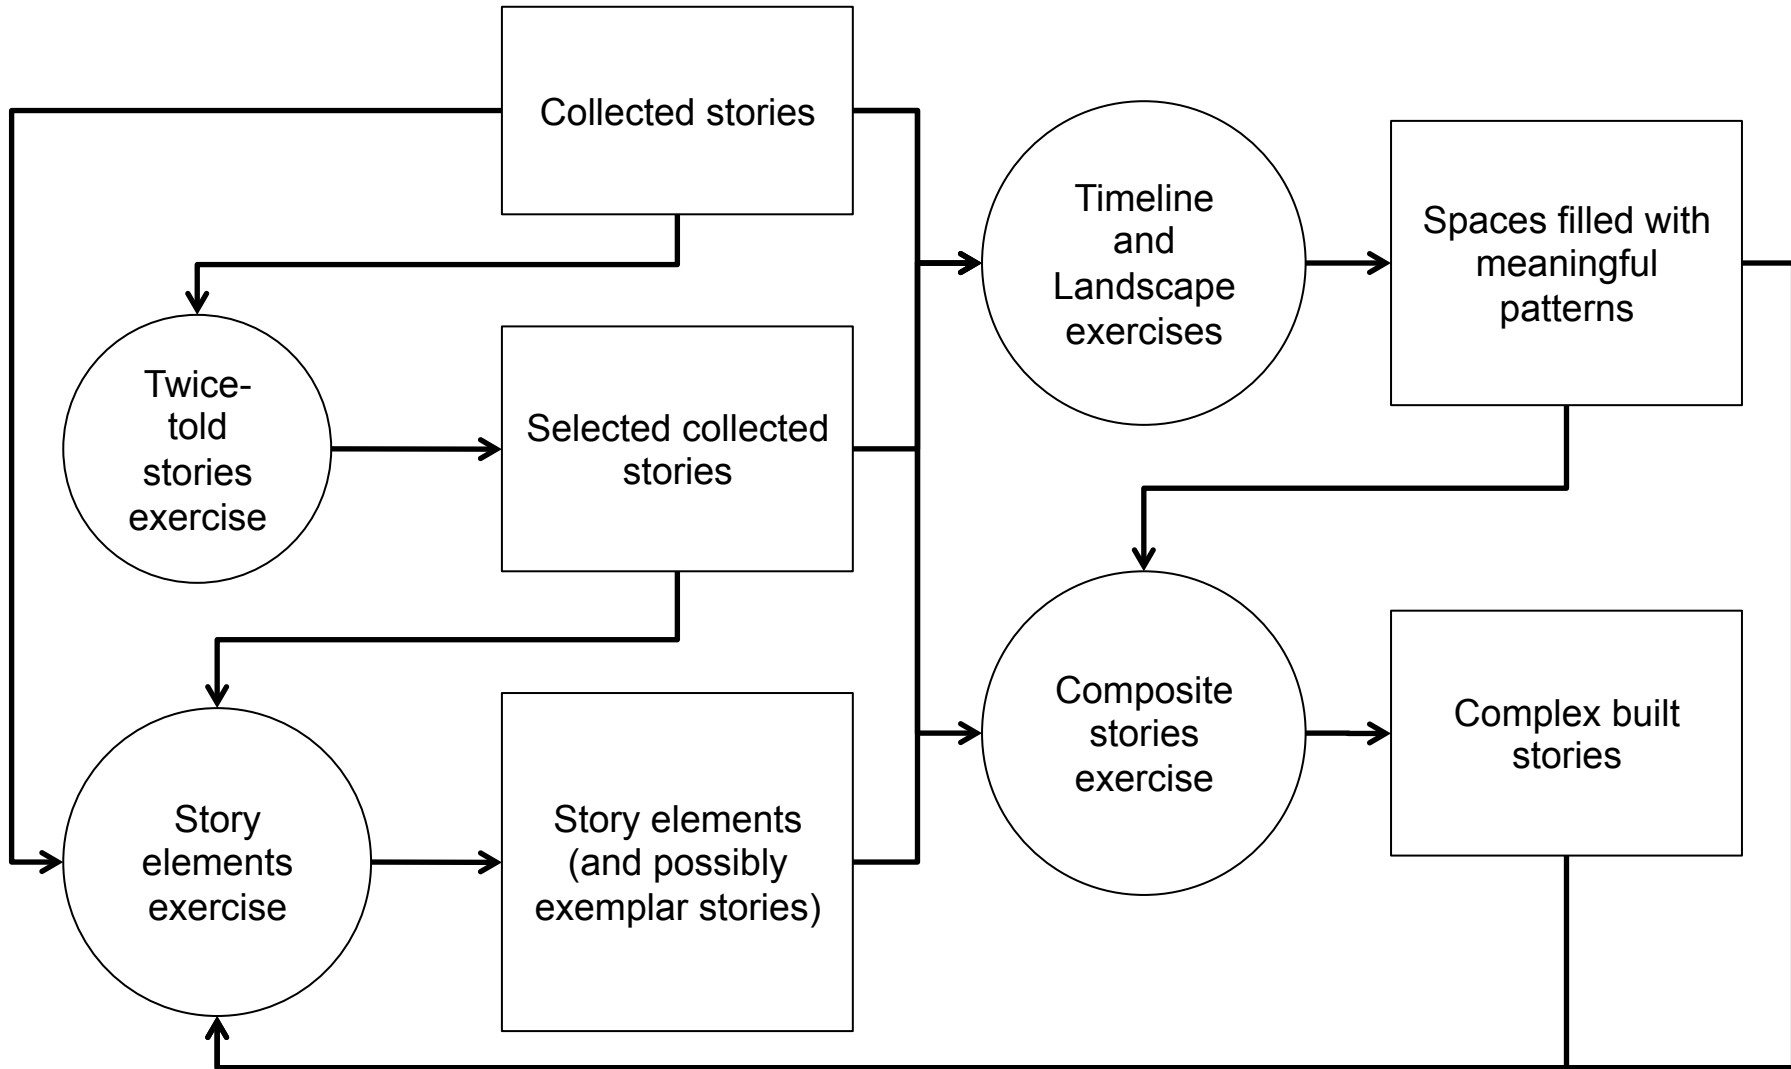 Collected stories
Timeline
and
Landscape
exercises
Spaces filled with
meaningful
patterns
Twice-
told
stories
exercise
Selected collected
stories
Composite
stories
exercise
Complex built
stories
Story
elements
exercise
Story elements
(and possibly
exemplar stories)